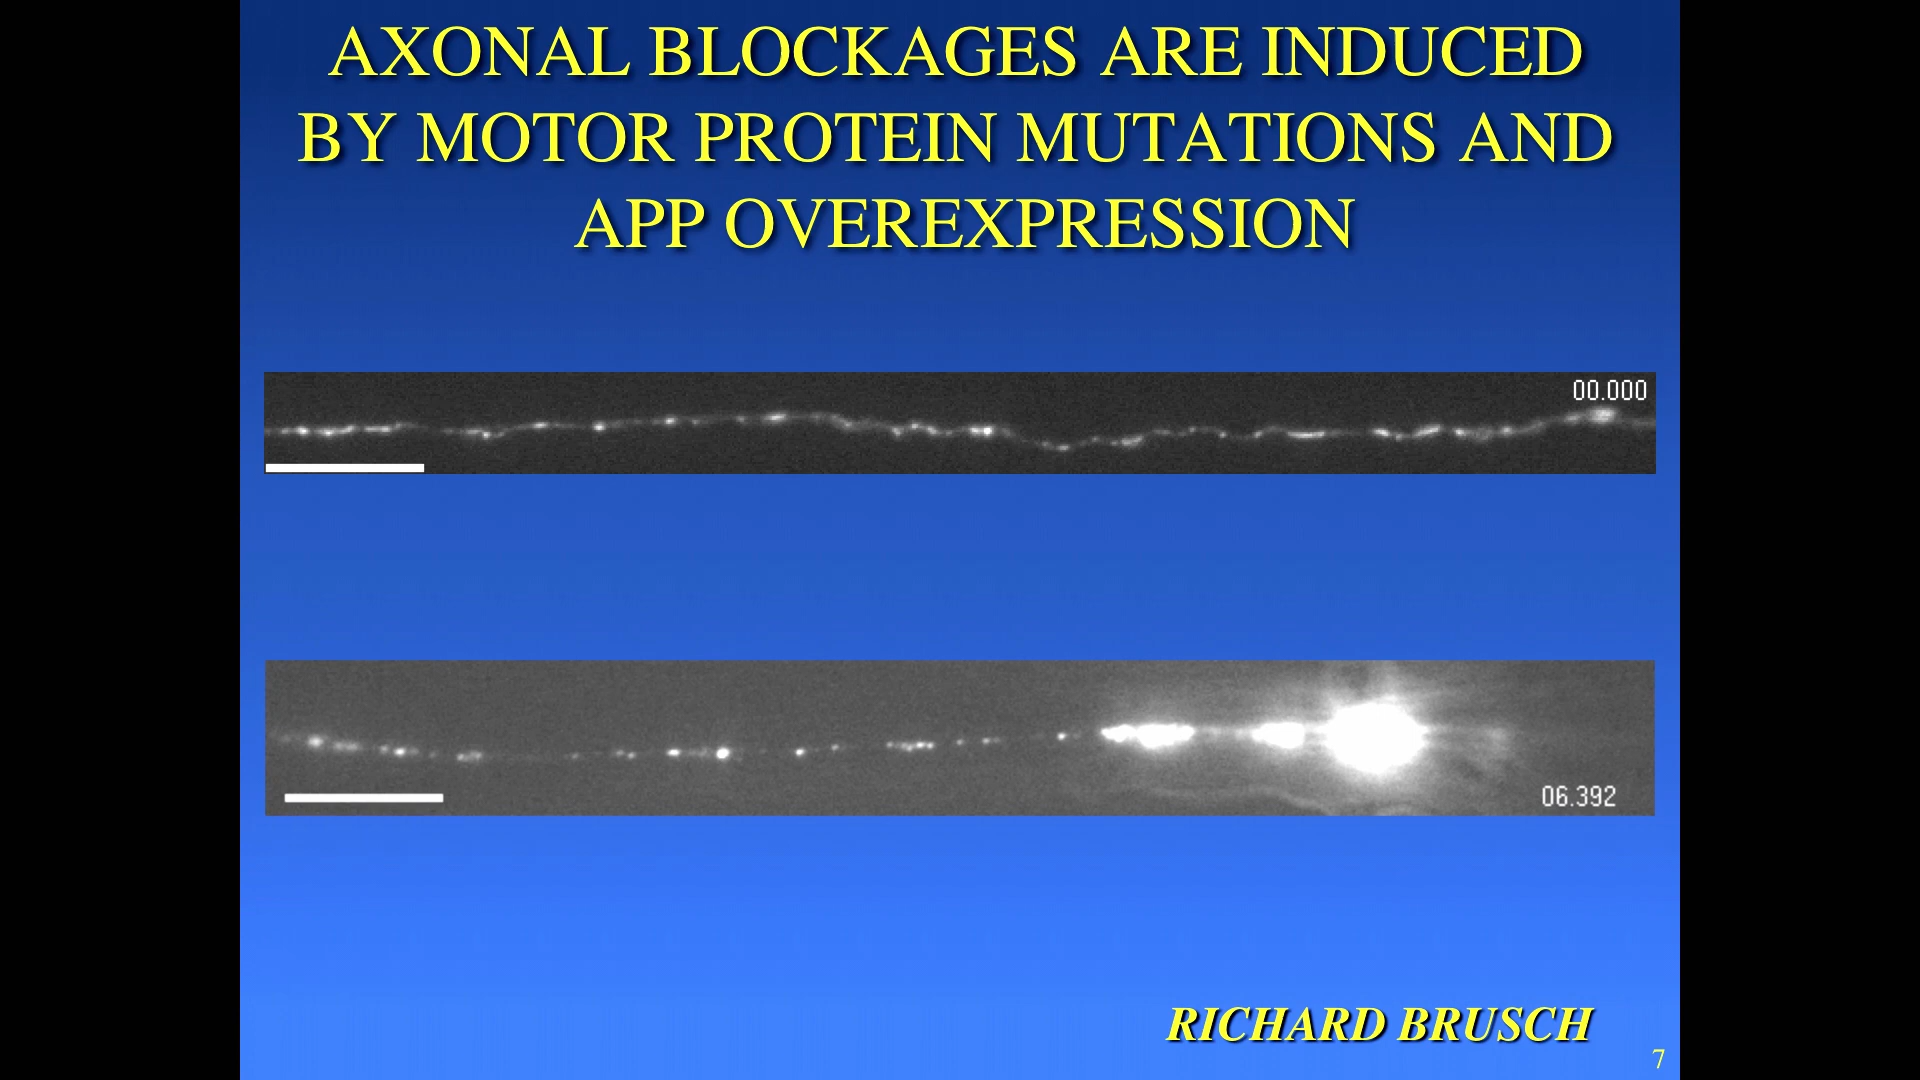 AXONAL BLOCKAGES ARE INDUCED
BY MOTOR PROTEIN MUTATIONS AND
APP OVEREXPRESSION
00.000
06.392
RICHARD BRUSCH
7